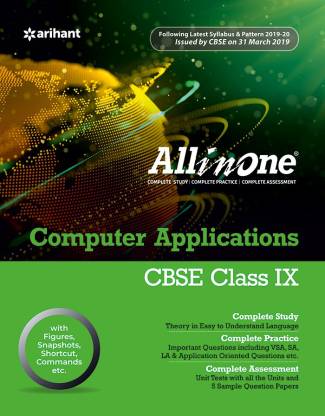 arihant
Following Latest Syllabus & Pattern 2019-20
Issued by CBSE on 31 March 2019
All in One®
COMPLETE STUDY | COMPLETE PRACTICE | COMPLETE ASSESSMENT
Computer Applications
CBSE Class IX
Complete Study
Theory in Easy to Understand Language
Complete Practice
Important Questions including VSA, SA,
LA & Application Oriented Questions etc.
Complete Assessment
Unit Tests with all the Units and
5 Sample Question Papers
with
Figures,
Snapshots,
Shortcut,
Commands
etc.